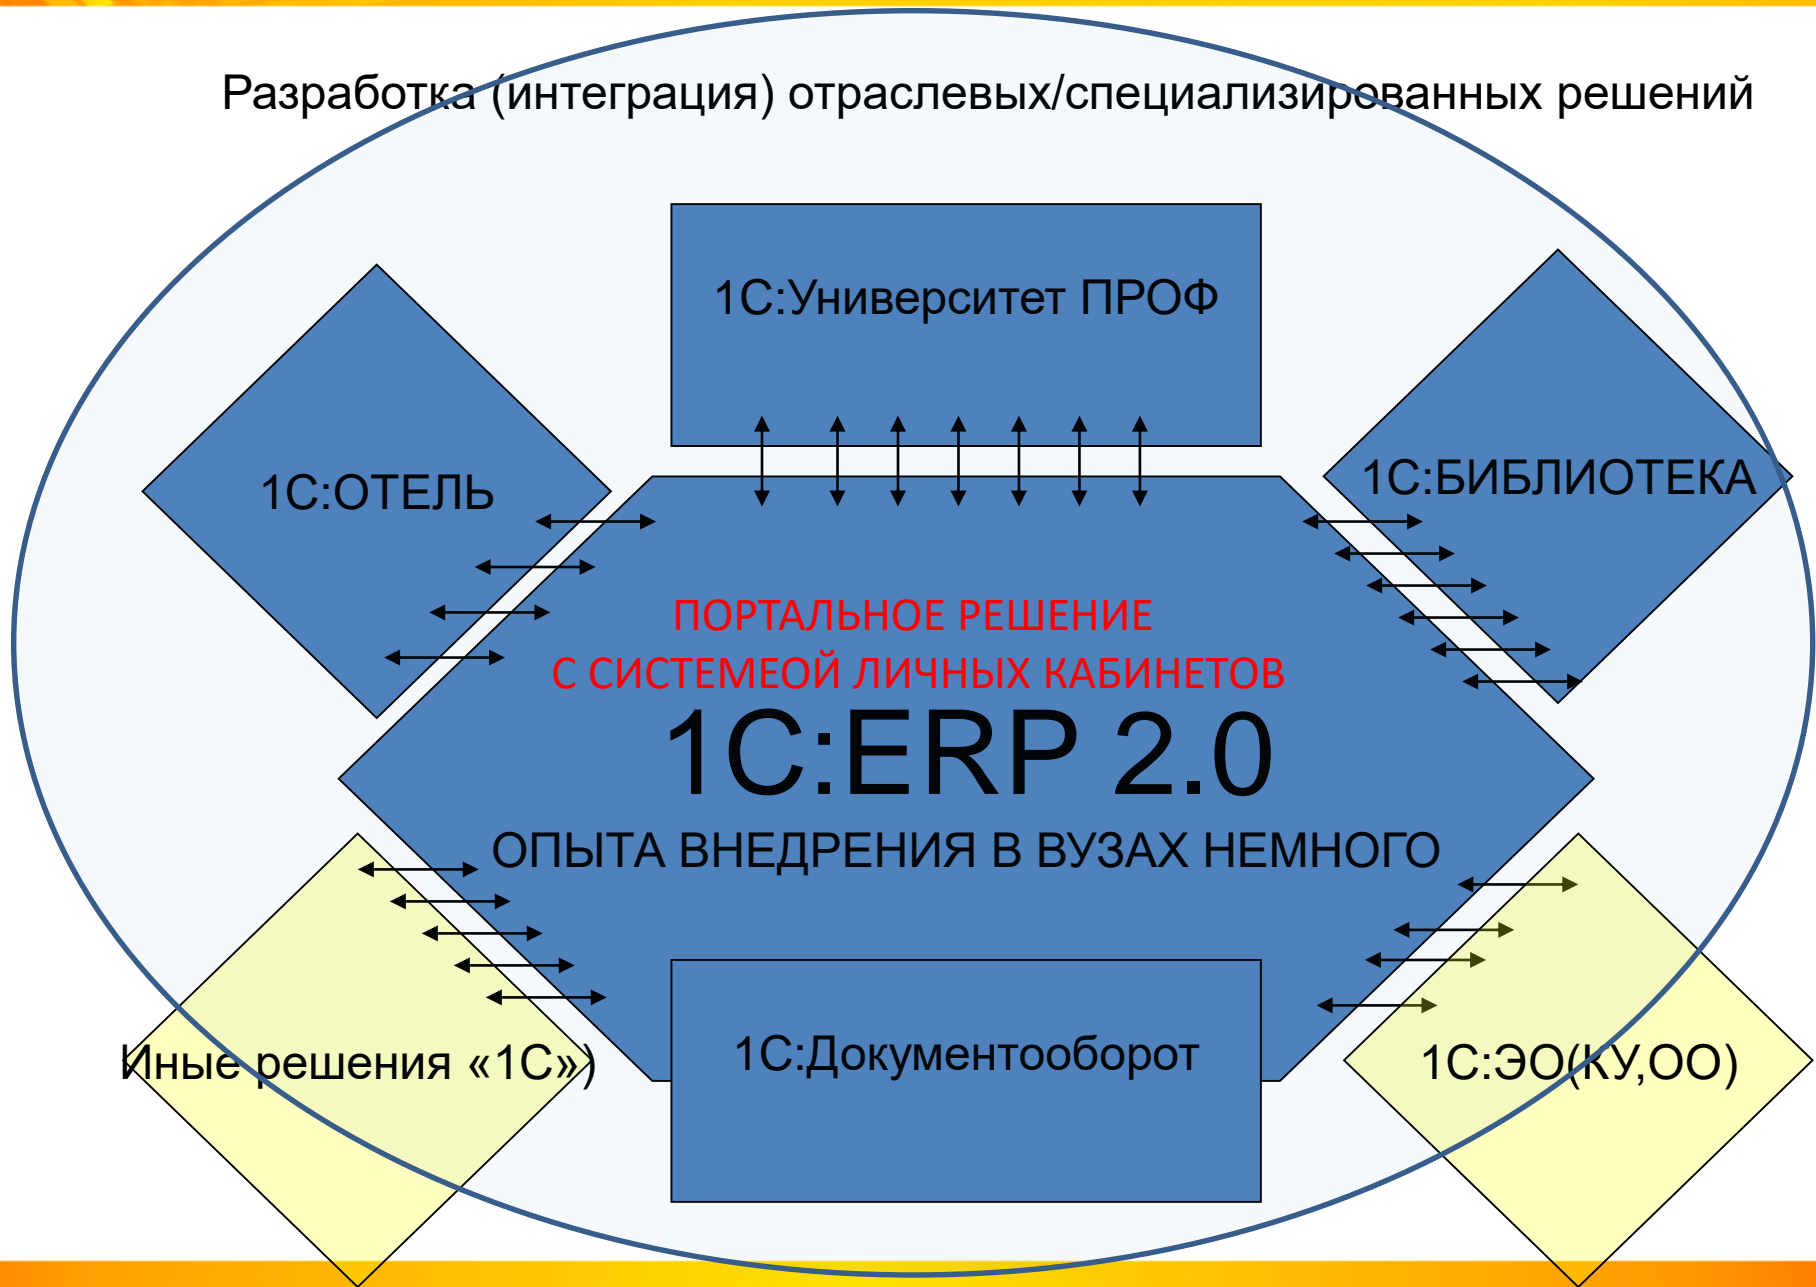 Разработка (интеграция) отраслевых/специализированных решений
1С:Университет ПРОФ
1С:ОТЕЛЬ
1С:БИБЛИОТЕКА
ПОРТАЛЬНОЕ РЕШЕНИЕ
С СИСТЕМЕОЙ ЛИЧНЫХ КАБИНЕТОВ
1С:ERP 2.0
ОПЫТА ВНЕДРЕНИЯ В ВУЗАХ НЕМНОГО
Иные решения «1С»)
1С:Документооборот
1С:ЭО(КУ,ОО)